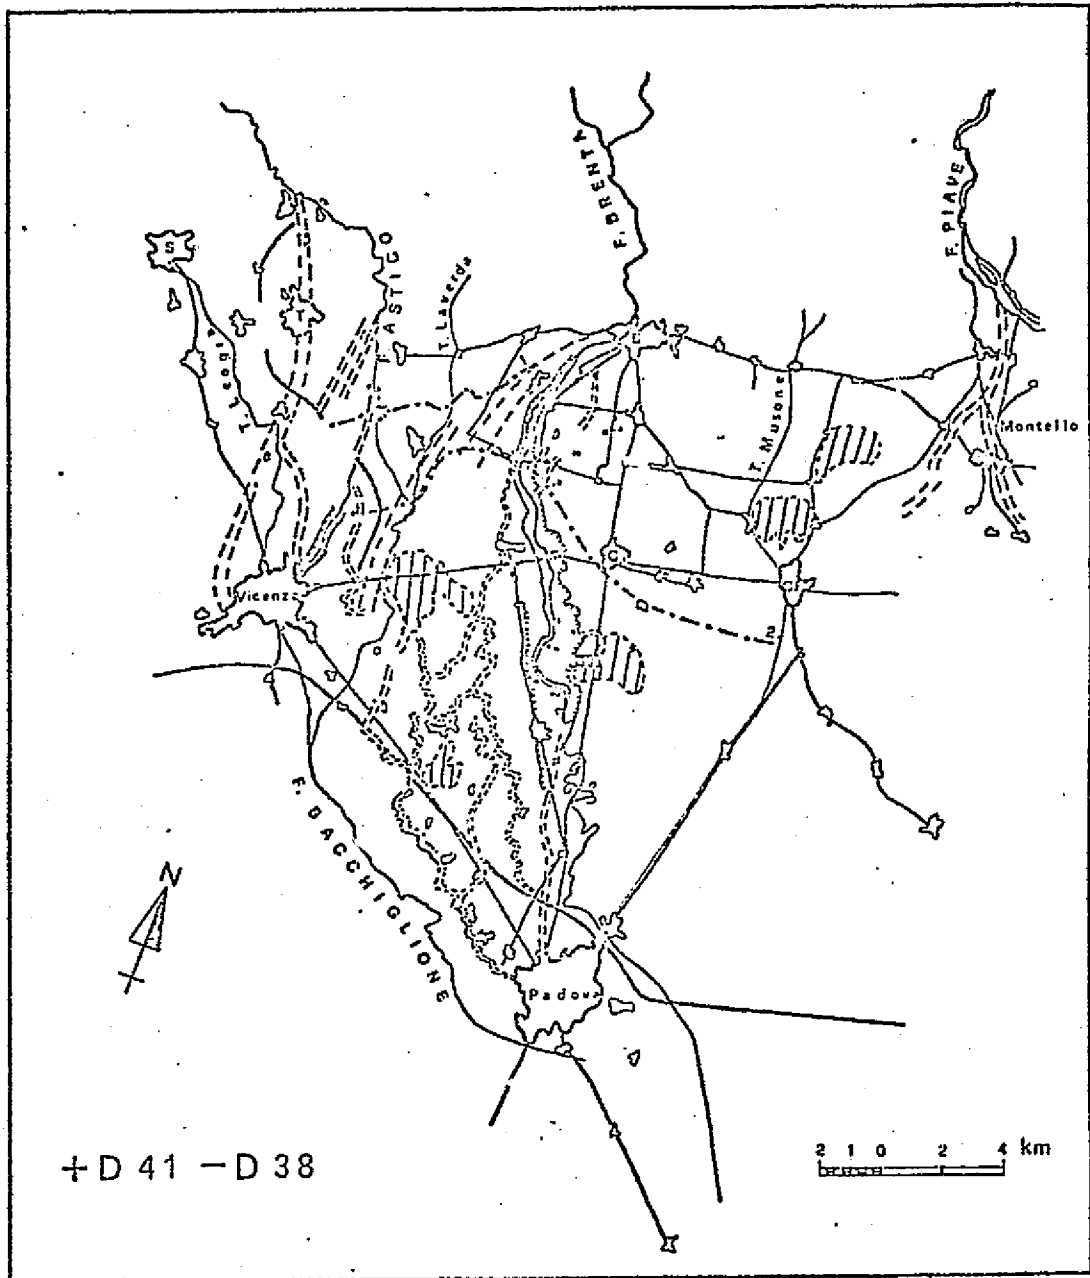 F. BRENTA
F. PIAVE
ASTICO
S
T. Laverda
T
T. Leogra
T. Musone
Montello
Vicenza
D
F. BACCHIGLIONE
N
Padova
+D 41 -D 38
2 1 0 2 4 km